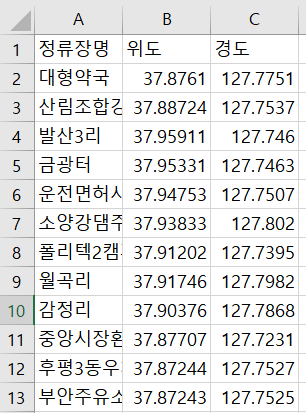 A B C
1 정류장명 위도 경도
2 대형약국 37.8761 127.7751
3 산림조합 37.88724 127.7537
4 발산3리 37.95911 127.746
5 금광터 37.95331 127.7463
6 운전면허시 37.94753 127.7507
7 소양강댐주 37.93833 127.802
8 폴리텍2캠 37.91202 127.7395
9 월곡리 37.91746 127.7982
10 감정리 37.90376 127.7868
11 중앙시장환 37.87707 127.7231
12 후평3동우 37.87244 127.7527
13 부안주유소 37.87243 127.7525